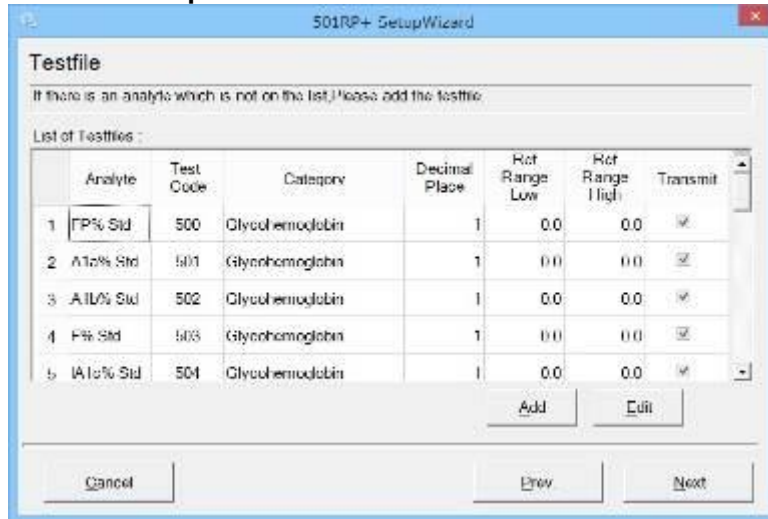 501RP+ SetupWizard
Testfile
If there is an analyte which is not on the list,Please add the testfile
List of Testfiles :
Analyte Test Code Category Decimal Place Ref Range Low Ref Range High Transmit
1 FP% Std 500 Glycohemoglobin 1 0.0 0.0
2 A1a% Std 501 Glycohemoglobin 1 0.0 0.0
3 A1b% Std 502 Glycohemoglobin 1 0.0 0.0
4 F% Std 503 Glycohemoglobin 1 0.0 0.0
5 Std 504 Glycohemoglobin 1 0.0 0.0
Add Edit
Cancel Prev Next